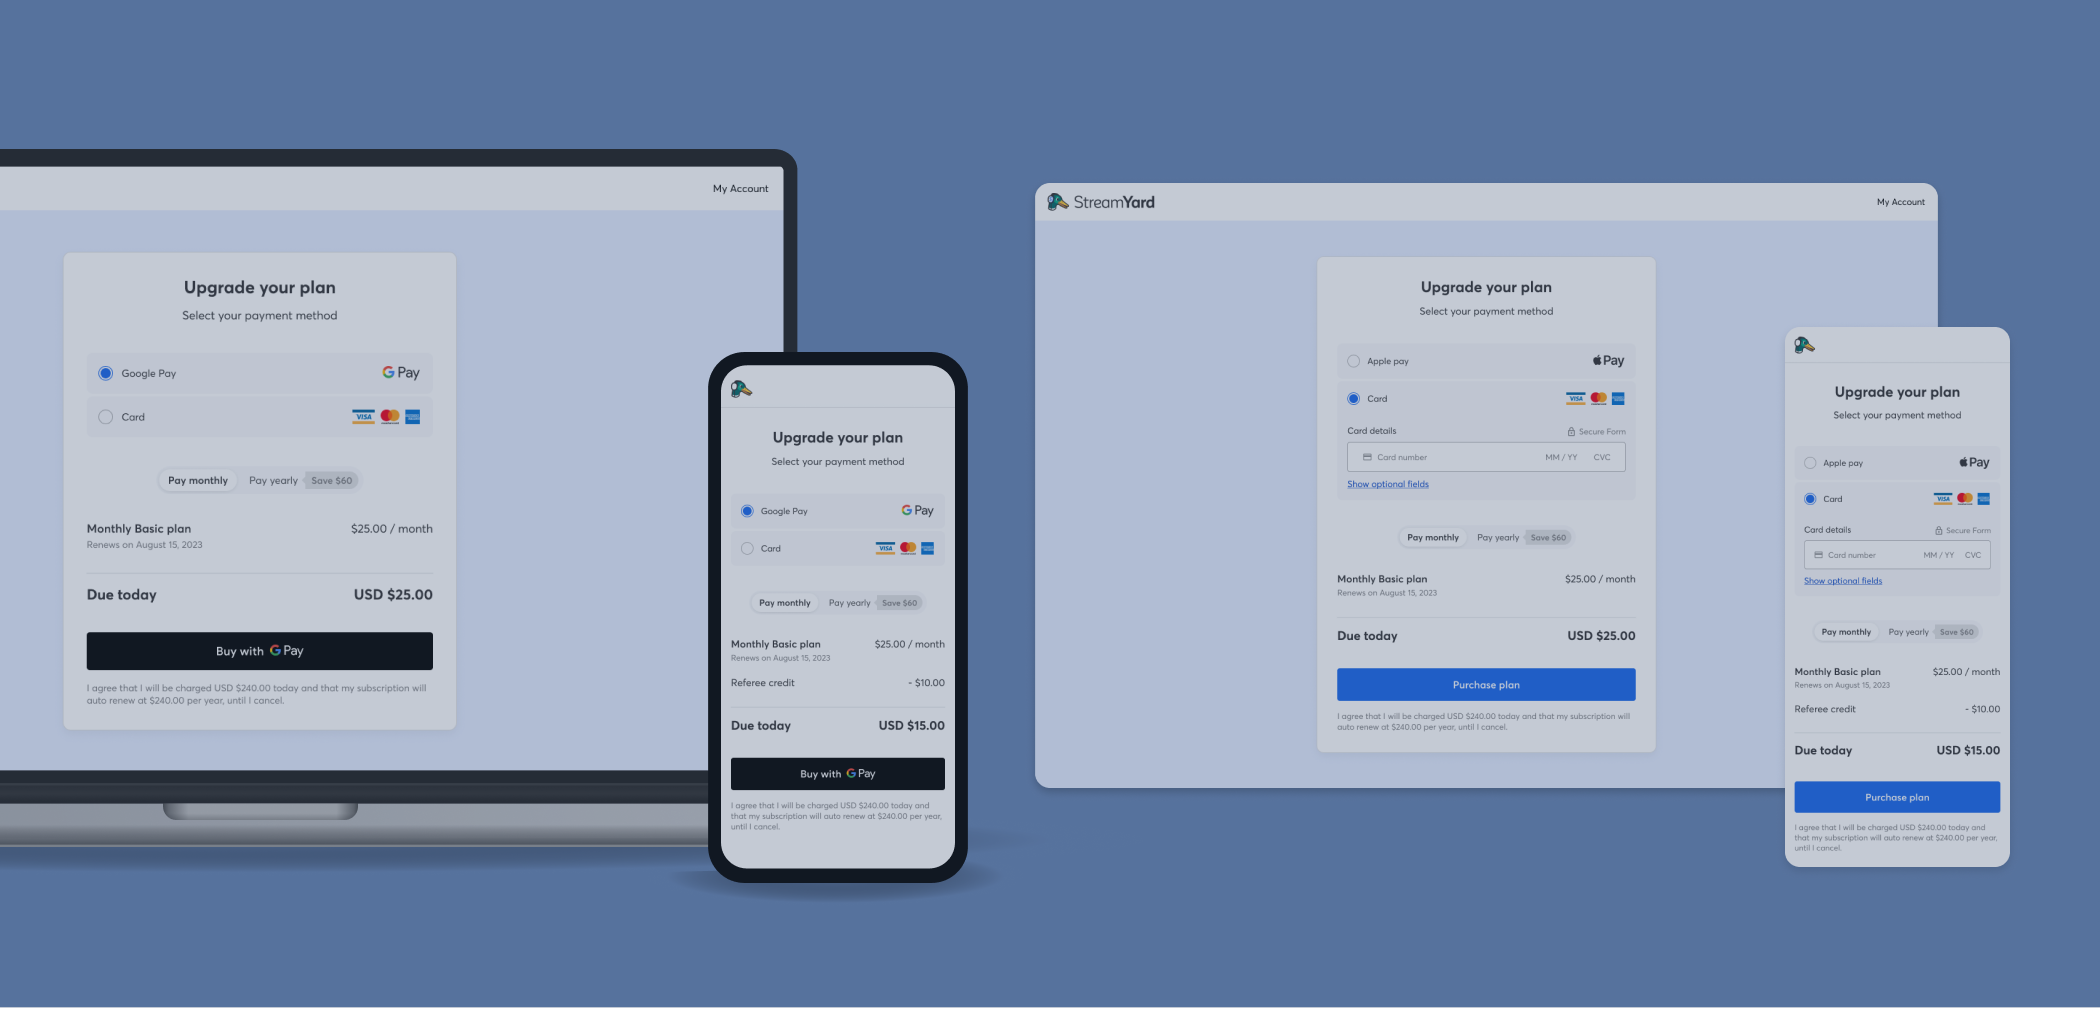 My Account
Upgrade your plan
Select your payment method
Google Pay G Pay
Card VISA
Pay monthly Pay yearly Save $60
Monthly Basic plan $25.00 / month
Renews on August 15, 2023
Due today USD $25.00
Buy with G Pay
I agree that I will be charged USD $240.00 today and that my subscription will
auto renew at $240.00 per year, until I cancel.
Upgrade your plan
Select your payment method
Google Pay G Pay
Card VISA
Pay monthly Pay yearly Save $60
Monthly Basic plan $25.00 / month
Renews on August 15, 2023
Referee credit - $10.00
Due today USD $15.00
Buy with G Pay
I agree that I will be charged USD $240.00 today and
that my subscription will auto renew at $240.00 per year,
until I cancel.
StreamYard My Account
Upgrade your plan
Select your payment method
Apple pay Pay
Card VISA
Card details Secure Form
Card number MM / YY CVC
Show optional fields
Pay monthly Pay yearly Save $60
Monthly Basic plan $25.00 / month
Renews on August 15, 2023
Due today USD $25.00
Purchase plan
I agree that I will be charged USD $240.00 today and that my subscription will
auto renew at $240.00 per year, until I cancel.
Upgrade your plan
Select your payment method
Apple pay Pay
Card VISA
Card details Secure Form
Card number MM / YY CVC
Show optional fields
Pay monthly Pay yearly Save $60
Monthly Basic plan $25.00 / month
Renews on August 15, 2023
Referee credit - $10.00
Due today USD $15.00
Purchase plan
I agree that I will be charged USD $240.00 today and
that my subscription will auto renew at $240.00 per year,
until I cancel.